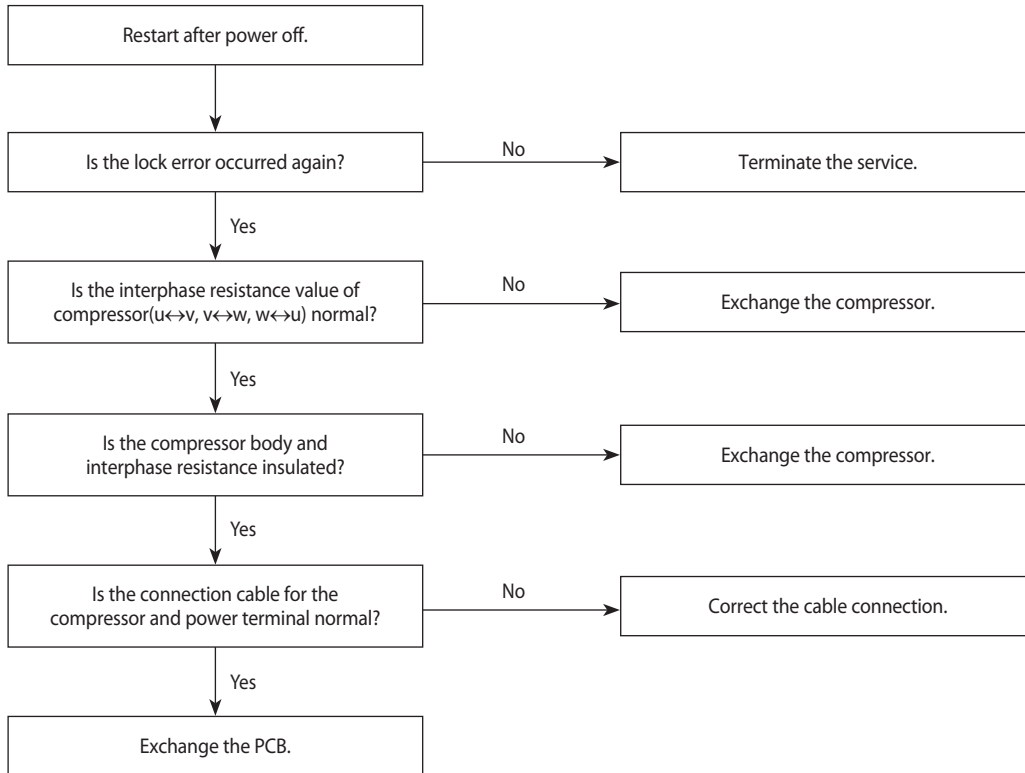 Restart after power off.
Is the lock error occurred again?
No
Terminate the service.
Yes
Is the interphase resistance value of
compressor(u↔v, v↔w, w↔u) normal?
No
Exchange the compressor.
Yes
Is the compressor body and
interphase resistance insulated?
No
Exchange the compressor.
Yes
Is the connection cable for the
compressor and power terminal normal?
No
Correct the cable connection.
Yes
Exchange the PCB.